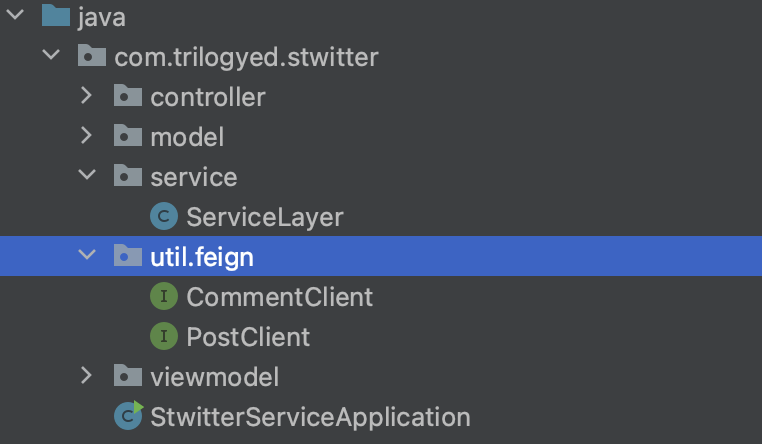 java
com.trilogyed.stwitter
controller
model
service
C ServiceLayer
util.feign
I CommentClient
I PostClient
viewmodel
C StwitterServiceApplication